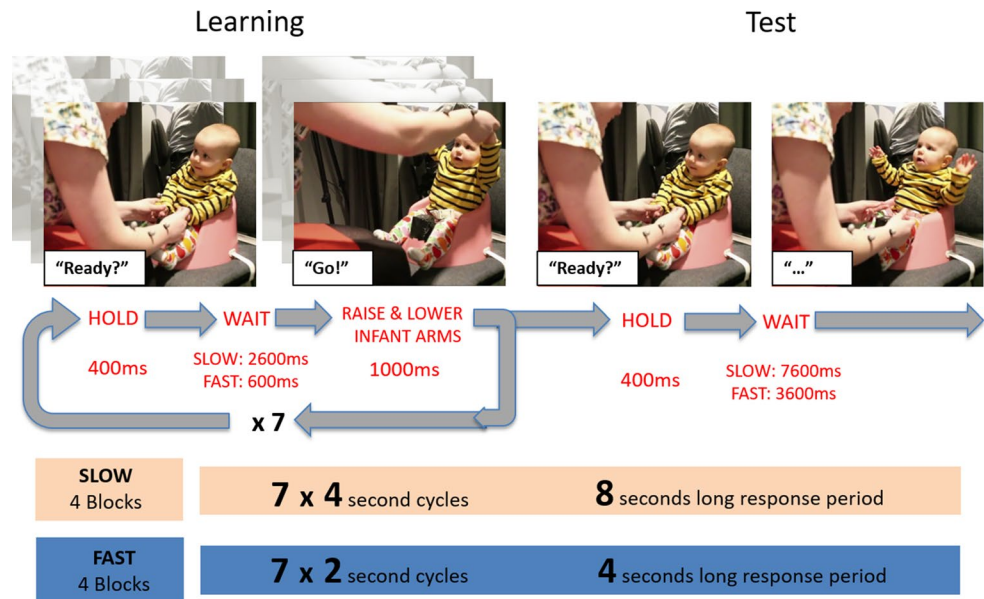 Learning
Test
“Ready?”
“Go!”
“Ready?”
“...”
HOLD
WAIT
RAISE & LOWER
INFANT ARMS
HOLD
WAIT
400ms
SLOW: 2600ms
FAST: 600ms
1000ms
400ms
SLOW: 7600ms
FAST: 3600ms
x 7
SLOW
4 Blocks
7 x 4 second cycles
8 seconds long response period
FAST
4 Blocks
7 x 2 second cycles
4 seconds long response period